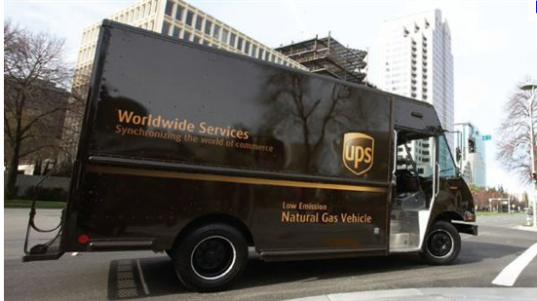 Worldwide Services
Synchronizing the world of commerce
ups
Low Emission
Natural Gas Vehicle